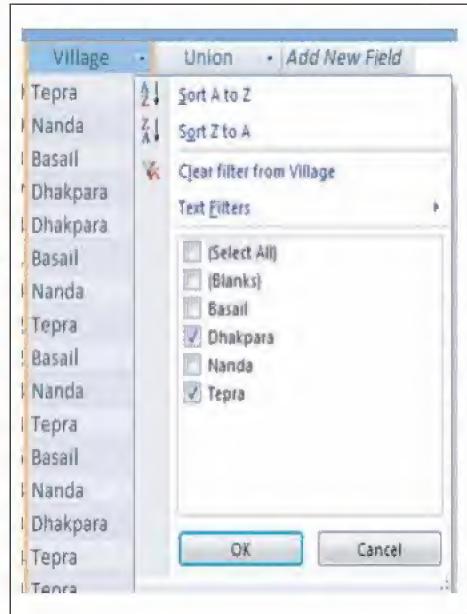 Village Union Add New Field
Tepra
Nanda
Basail
Dhakpara
Dhakpara
Basail
Nanda
Tepra
Basail
Nanda
Tepra
Basail
Nanda
Dhakpara
Tepra
Tepra
Sort A to Z
Sort Z to A
Clear filter from Village
Text Filters
(Select All)
(Blanks)
Basail
Dhakpara
Nanda
Tepra
OK Cancel